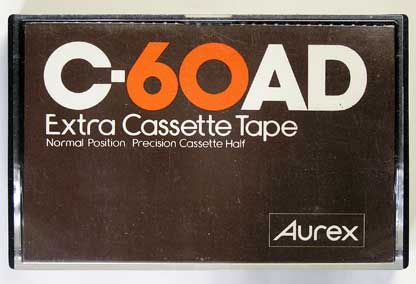 C-60AD
Extra Cassette Tape
Normal Position Precision Cassette Half
Aurex